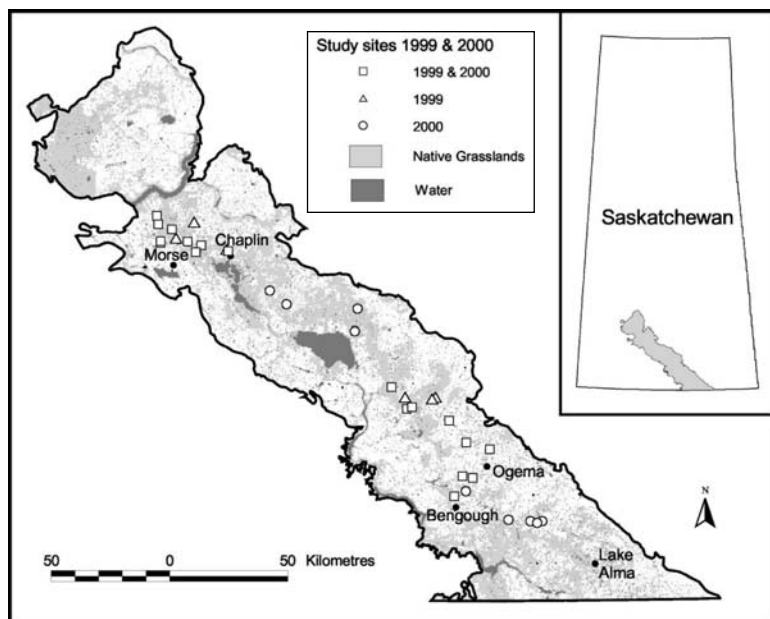 Study sites 1999 & 2000
1999 & 2000
1999
2000
Native Grasslands
Water
Saskatchewan
Chaplin
Morse
Ogema
Bengough
Lake
Alma
N
50 0 50 Kilometres